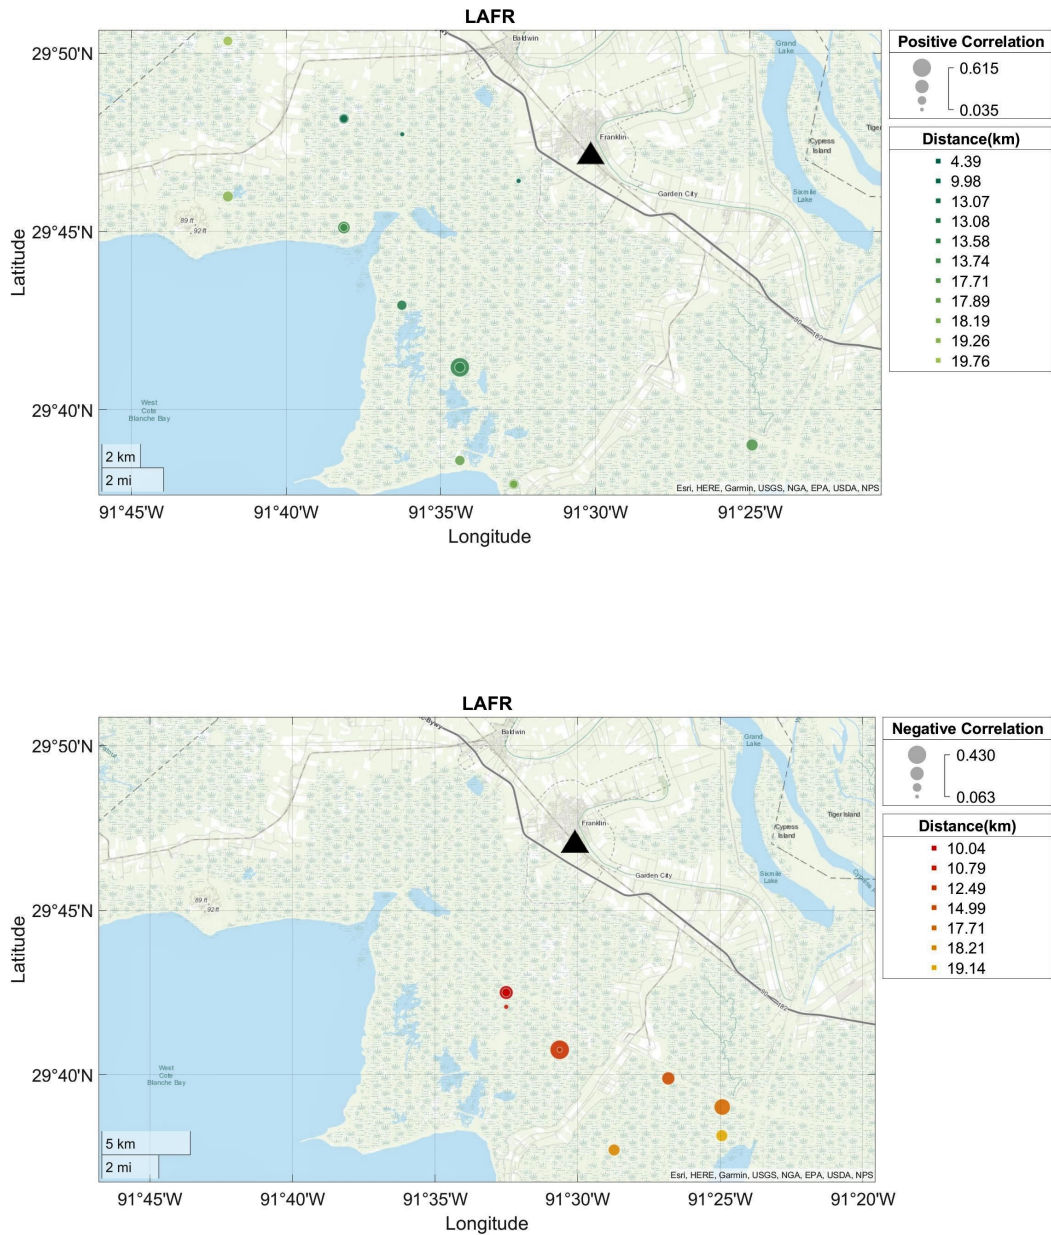 LAFR
Baldwin
Grand
Lake
Franklin
Cypress
Island
Garden City
Sixmile
Lake
89 ft
92 ft
West
Cote
Blanche Bay
2 km
2 mi
Esri, HERE, Garmin, USGS, NGA, EPA, USDA, NPS
29°50'N
29°45'N
29°40'N
91°45'W 91°40'W 91°35'W 91°30'W 91°25'W
Latitude
Longitude
Positive Correlation
0.615
0.035
Distance(km)
4.39
9.98
13.07
13.08
13.58
13.74
17.71
17.89
18.19
19.26
19.76
LAFR
Baldwin
Grand
Lake
Tiger Island
Franklin
Cypress
Island
Garden City
Sixmile
Lake
89 ft
92 ft
West
Cote
Blanche Bay
5 km
2 mi
Esri, HERE, Garmin, USGS, NGA, EPA, USDA, NPS
29°50'N
29°45'N
29°40'N
91°45'W 91°40'W 91°35'W 91°30'W 91°25'W 91°20'W
Latitude
Longitude
Negative Correlation
0.430
0.063
Distance(km)
10.04
10.79
12.49
14.99
17.71
18.21
19.14